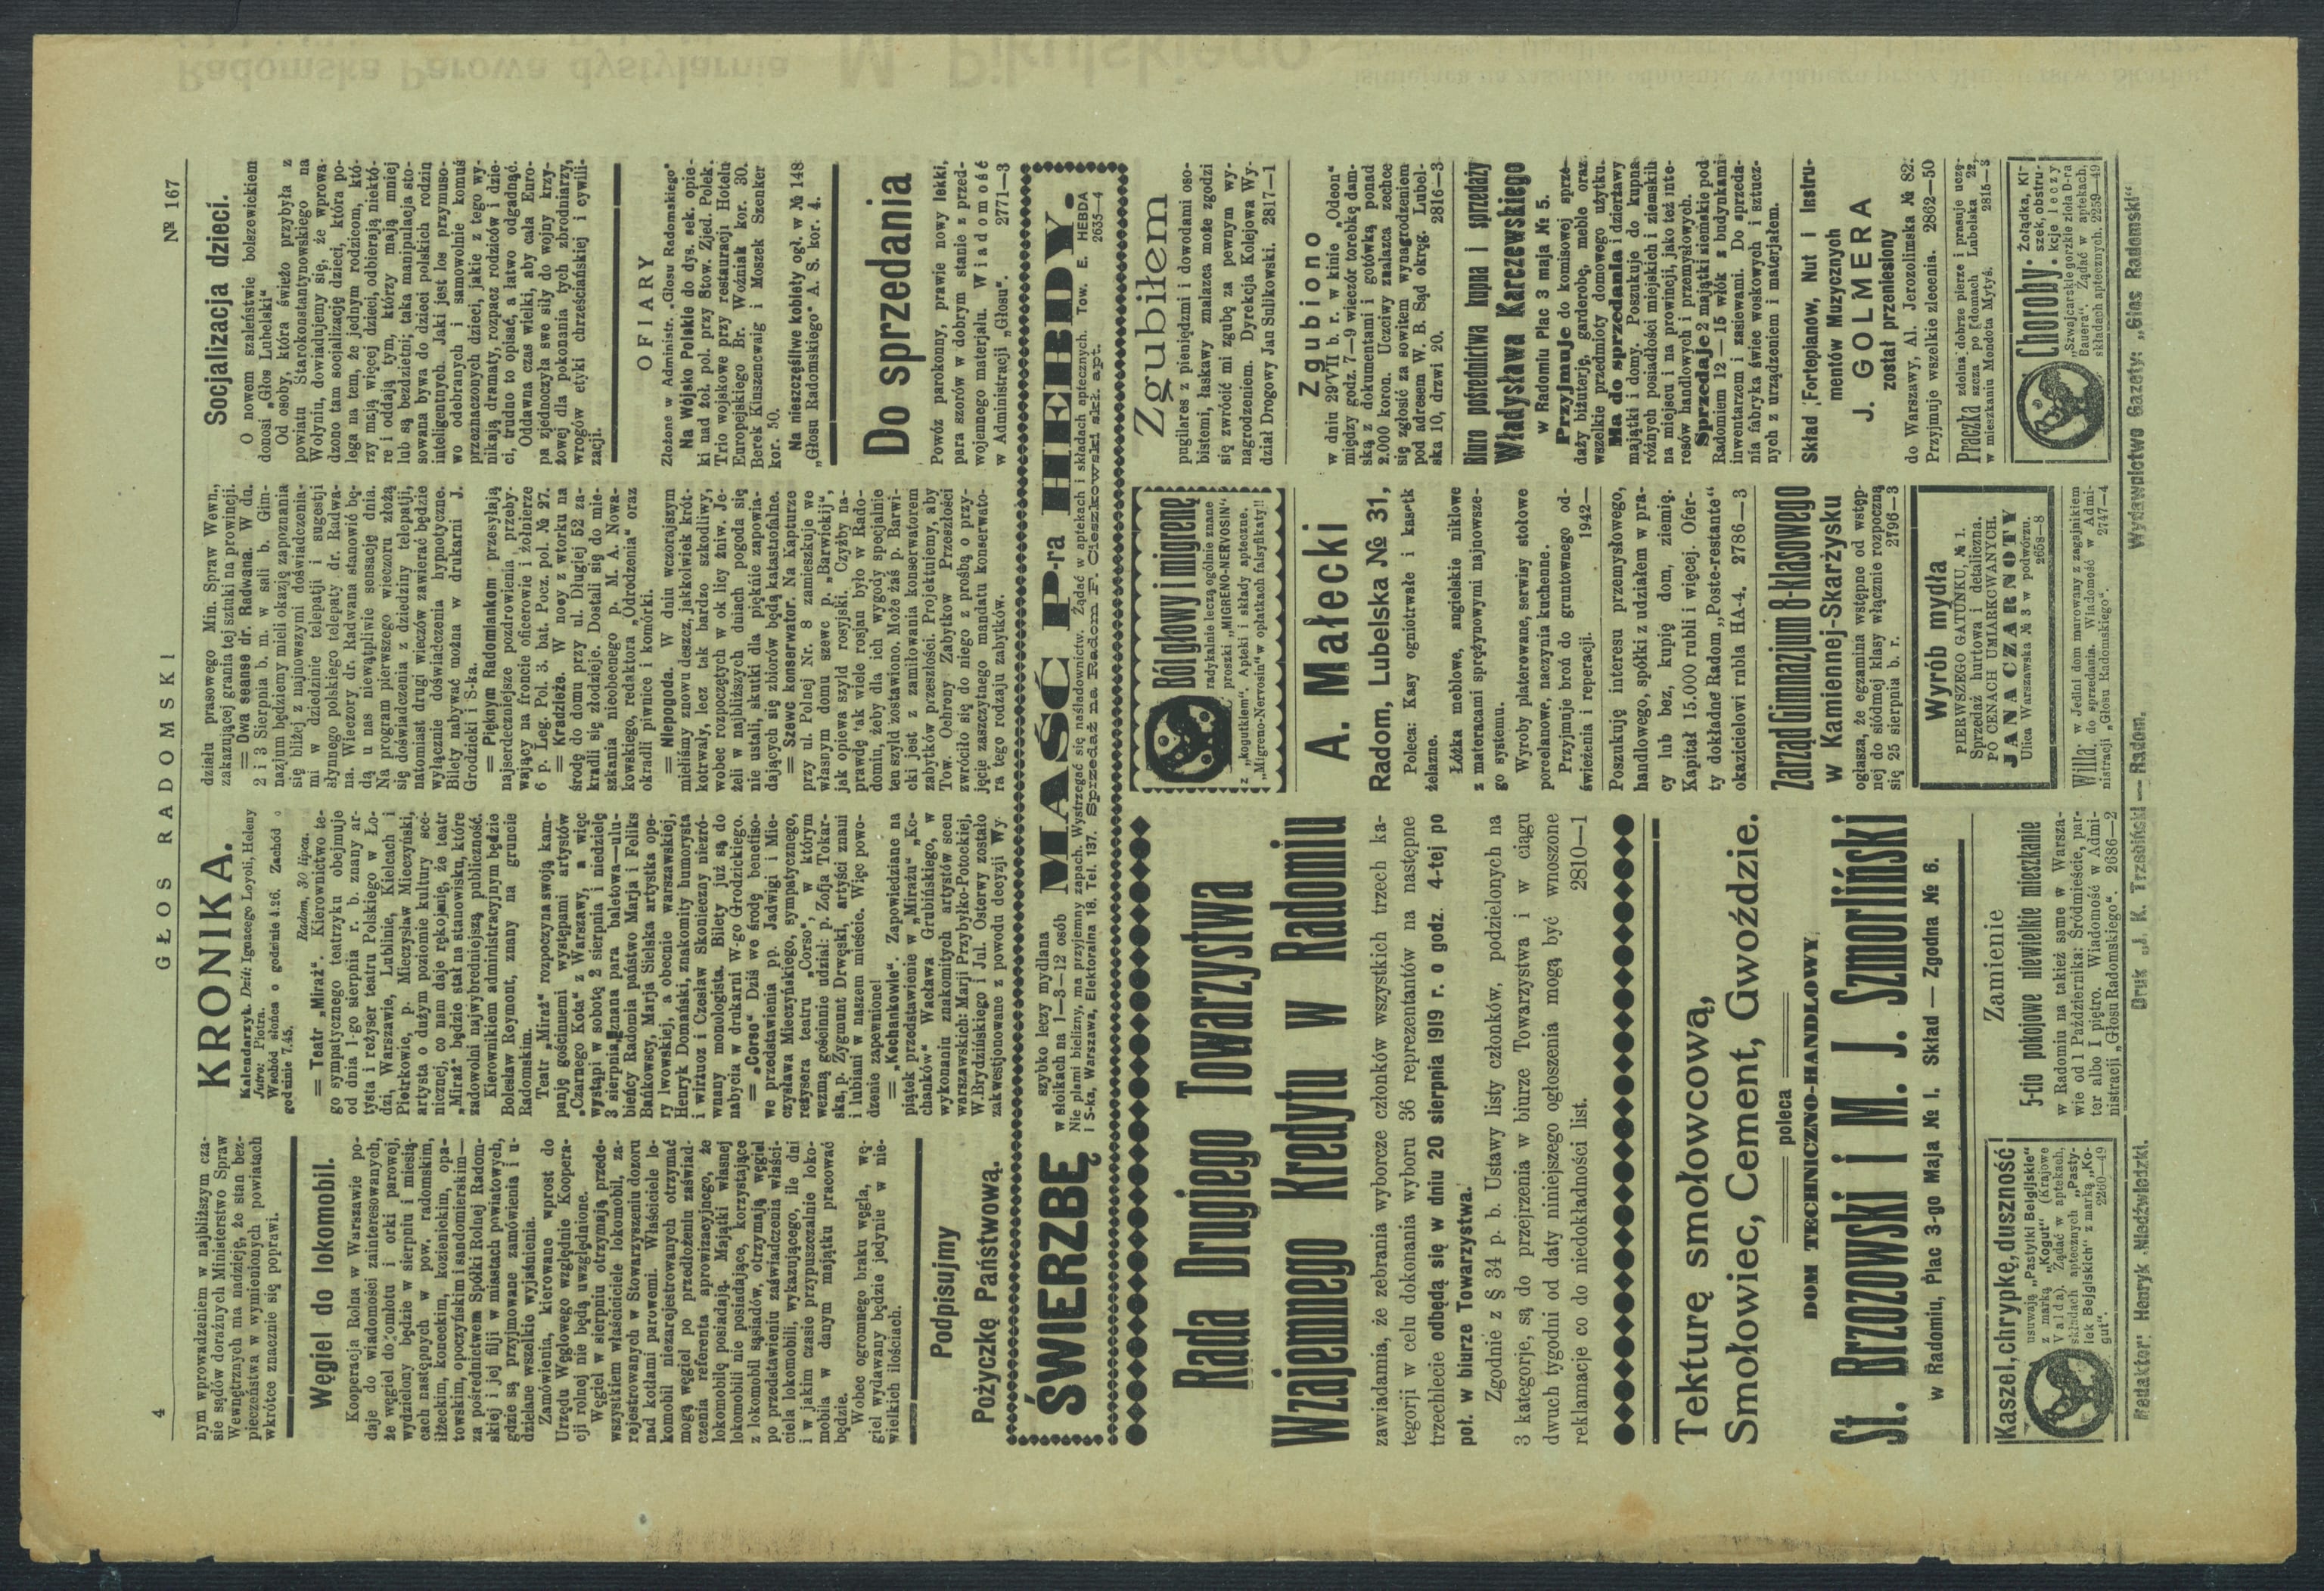 4
GŁOS RADOMSKI
№ 167
nym wprowadzeniem w najbliższym cza-
sie sądów doraźnych Ministerstwo Spraw
Wewnętrznych ma nadzieję, że stan bez-
pieczeństwa w wymienionych powiatach
wkrótce znacznie się poprawi.
Węgiel do lokomobil.
Kooperacja Rolna w Warszawie po-
daje do wiadomości zainteresowanych,
że węgiel do omłotu i orki parowej,
wydzielony będzie w sierpniu i miesią-
cach następnych w pow. radomskim,
iłżeckim, koneckim, kozienickim, opa-
towskim, opoczyńskim i sandomierskim—
za pośrednictwem Spółki Rolnej Radom-
skiej i jej filji w miastach powiatowych,
gdzie są przyjmowane zamówienia i u-
dzielane wszelkie wyjaśnienia.
Zamówienia, kierowane wprost do
Urzędu Węglowego względnie Koopera-
cji rolnej nie będą uwzględnione.
Węgiel w sierpniu otrzymają przede-
wszystkiem właściciele lokomobil, za-
rejestrowanych w Stowarzyszeniu dozoru
nad kotłami parowemi. Właściciele lo-
komobil niezarejestrowanych otrzymać
mogą węgiel po przedłożeniu zaświad-
czenia referenta aprowizacyjnego, że
lokomobilę posiadają. Majątki własnej
lokomobili nie posiadające, korzystające
z lokomobil sąsiadów, otrzymają węgiel
po przedstawieniu zaświadczenia właści-
ciela lokomobili, wykazującego, ile dni
i w jakim czasie przypuszczalnie loko-
mobila w danym majątku pracować
będzie.
Wobec ogromnego braku węgla, wę-
giel wydawany będzie jedynie w nie-
wielkich ilościach.
Podpisujmy
Pożyczkę Państwową.
KRONIKA.
Kalendarzyk. Dziś: Ignacego Loyoli, Heleny
Jutro: Piotra.
Wschód słońca o godzinie 4.26. Zachód o
godzinie 7.45.
Radom, 30 lipca.
= Teatr „Miraż“. Kierownictwo te-
go sympatycznego teatrzyku obejmuje
od dnia 1-go sierpnia r. b. znany ar-
tysta i reżyser teatru Polskiego w Ło-
dzi, Warszawie, Lublinie, Kielcach i
Piotrkowie, p. Mieczysław Mieczyński,
artysta o dużym poziomie kultury sce-
nicznej, co nam daje rękojmię, że teatr
„Miraż“ będzie stał na stanowisku, które
zadowolni najwybredniejszą publiczność.
Kierownikiem administracyjnym będzie
Bolesław Reymont, znany na gruncie
Radomskim.
Teatr „Miraż“ rozpoczyna swoją kam-
panję gościnnemi występami artystów
„Czarnego Kota“ z Warszawy, a więc
wystąpi w sobotę 2 sierpnia i niedzielę
3 sierpnia znana para baletowa—ulu-
bieńcy Radomia państwo Marja i Feliks
Bańkowscy, Marja Sielska artystka ope-
ry lwowskiej, a obecnie warszawskiej,
Henryk Domański, znakomity humorysta
i wirtuoz i Czesław Skonieczny niezró-
wnany monologista. Bilety już są do
nabycia w drukarni W-go Grodzickiego.
= „Corso“ Dziś we środę benefiso-
we przedstawienia pp. Jadwigi i Mie-
czysława Mieczyńskiego, sympatycznego,
reżysera teatru „Corso“, w którym
wezmą gościnnie udział: p. Zofja Tokar-
ska, p. Zygmunt Drwęski, artyści znani
i lubiani w naszem mieście. Więc powo-
dzenie zapewnione!
= „Kochankowie“. Zapowiedziane na
piątek przedstawienie w „Mirażu“ „Ko-
chanków“ Wacława Grubińskiego, w
wykonaniu znakomitych artystów scen
warszawskich: Marji Przybyłko-Potockiej,
W.Brydzińskiego i Jul. Osterwy zostało
zakwestjonowane z powodu decyzji Wy-
działu prasowego Min. Spraw Wewn.,
zakazującej grania tej sztuki na prowincji.
= Dwa seanse dr. Radwana. W dn.
2 i 3 Sierpnia b. m. w sali b. Gim-
nazjum będziemy mieli okazję zapoznania
się bliżej z najnowszymi doświadczenia-
mi w dziedzinie telepatji i sugestji
słynnego polskiego telepaty dr. Radwa-
na. Wieczory dr. Radwana stanowić bę-
dą u nas niewątpliwie sensację dnia.
Na program pierwszego wieczoru złożą
się doświadczenia z dziedziny telepatji,
natomiast drugi wieczów zawierać będzie
wyłącznie doświadczenia hypnotyczne.
Bilety nabywać można w drukarni J.
Grodzicki i S-ka.
= Pięknym Radomiankom przesyłają
najserdeczniejsze pozdrowienia przeby-
wający na froncie oficerowie i żołnierze
6 p. Leg. Pol. 3. bat. Pocz. pol. № 27.
= Kradzieże. W nocy z wtorku na
środę do domu przy ul. Długiej 52 za-
kradli się złodzieje. Dostali się do mie-
szkania nieobecnego p. M. A. Nowa-
kowskiego, redaktora „Odrodzenia“ oraz
okradli piwnice i komórki.
= Niepogoda. W dniu wczorajszym
mieliśmy znowu deszcz, jakkolwiek krót-
kotrwały, lecz tak bardzo szkodliwy,
wobec rozpoczętych w okolicy żniw. Je-
żeli w najbliższych dniach pogoda się
nie ustali, skutki dla pięknie zapowia-
dających się zbiorów będą katastrofalne.
= Szewc konserwator. Na Kapturze
przy ul. Polnej Nr. 8 zamieszkuje we
własnym domu szewc p. „Barwickij“,
jak opiewa szyld rosyjski. Czyżby na-
prawdę tak wiele rosjan było w Rado-
domiu, żeby dla ich wygody specjalnie
ten szyld zostawiono. Może zaś p. Barwi-
cki jest z zamiłowania konserwatorem
zabytków przeszłości. Projektujemy, aby
Tow. Ochrony Zabytków Przeszłości
zwróciło się do niego z prośbą o przy-
jęcie zaszczytnego mandatu konserwato-
ra tego rodzaju zabytków.
Socjalizacja dzieci.
O nowem szaleństwie bolszewickiem
donosi „Głos Lubelski“
Od osoby, która świeżo przybyła z
powiatu Starokonstantynowskiego na
Wołyniu, dowiadujemy się, że wprowa-
dzono tam socjalizację dzieci, która po-
lega na tem, że jednym rodzicom, któ-
rzy mają więcej dzieci, odbierają niektó-
re i oddają tym, którzy mają mniej
lub są bezdzietni; taka manipulacja sto-
sowana bywa do dzieci polskich rodzin
inteligentnych. Jaki jest los przymuso-
wo odebranych i samowolnie komuś
przeznaczonych dzieci, jakie z tego wy-
nikają dramaty, rozpacz rodziców i dzie-
ci, trudno to opisać, a łatwo odgadnąć.
Oddawna czas wielki, aby cała Euro-
pa zjednoczyła swe siły do wojny krzy-
żowej dla pokonania tych zbrodniarzy,
wrogów etyki chrześciańskiej i cywili-
zacji.
OFIARY
Złożone w Administr. „Głosu Radomskiego“
Na Wojsko Polskie do dys. sek. opie-
ki nad żoł. pol. przy Stow. Zjed. Polek.
Trio wojskowe przy restauracji Hotelu
Europejskiego Br. Woźniak kor. 30.
Berek Kinszencwaig i Moszek Szenker
kor. 50.
Na nieszczęśliwe kobiety ogł. w № 148
„Głosu Radomskiego“ A. S. kor. 4.
Do sprzedania
Powóz parokonny, prawie nowy lekki,
para szorów w dobrym stanie z przed-
wojennego materjału. Wiadomość
w Administracji „Głosu“. 2771—3
ŚWIERZBĘ
szybko leczy mydlana
w słoikach na 1—3—12 osób
MAŚĆ P-ra HEBDY.
Nie plami bielizny, ma przyjemny zapach. Wystrzegać się naśladownictw. Żądać w aptekach i składach aptecznych. Tow. E. HEBDA
i S-ka, Warszawa, Elektoralna 18. Tel. 137. Sprzedaż na Radom F. Cieszkowski skł. apt. 2635—4
Rada Drugiego Towarzystwa
Wzajemnego Kredytu w Radomiu
zawiadamia, że zebrania wyborcze członków wszystkich trzech ka-
tegorji w celu dokonania wyboru 36 reprezentantów na następne
trzechlecie odbędą się w dniu 20 sierpnia 1919 r. o godz. 4-tej po
poł. w biurze Towarzystwa.
Zgodnie z § 34 p. b. Ustawy listy członków, podzielonych na
3 kategorje, są do przejrzenia w biurze Towarzystwa i w ciągu
dwuch tygodni od daty niniejszego ogłoszenia mogą być wnoszone
reklamacje co do niedokładności list. 2810—1
Tekturę smołowcową,
Smołowiec, Cement, Gwoździe.
poleca
DOM TECHNICZNO-HANDLOWY
St. Brzozowski i M. J. Szmorliński
w Radomiu, Plac 3-go Maja № 1. Skład — Zgodna № 6.
Kaszel, chrypkę, duszność
usuwają „Pastylki Belgijskie“
z marką „Kogut“ (Krajowe
Valda). Żądać w aptekach,
składach aptecznych „Pasty-
lek Belgijskich“ z marką „Ko-
gut“. 2260—49
Zamienie
5-cio pokojowe niewielkie mieszkanie
w Radomiu na takież same w Warsza-
wie od 1 Października: Śródmieście, par-
ter albo I piętro. Wiadomość w Admi-
nistracji „Głosu Radomskiego“. 2686—2
Ból głowy i migrenę
radykalnie leczą ogólnie znane
proszki „MIGRENO-NERVOSIN“
z „kogutkiem“. Apteki i składy apteczne.
„Migreno-Nervosin“ w opłatkach falsyfikaty!!
A. Małecki
Radom, Lubelska № 31,
Poleca: Kasy ogniotrwałe i kasetk
żelazne.
Łóżka meblowe, angielskie niklowe
z materacami sprężynowymi najnowsze-
go systemu.
Wyroby platerowane, serwisy stołowe
porcelanowe, naczynia kuchenne.
Przyjmuje broń do gruntownego od-
świeżenia i reperacji. 1942—
Poszukuję interesu przemysłowego,
handlowego, spółki z udziałem w pra-
cy lub bez, kupię dom, ziemię.
Kapitał 15.000 rubli i więcej. Ofer-
ty dokładne Radom „Poste-restante“
okazicielowi rubla HA-4. 2786—3
Zarząd Gimnazjum 8-klasowego
w Kamiennej-Skarżysku
ogłasza, że egzamina wstępne od wstęp-
nej do siódmej klasy włącznie rozpoczną
się 25 sierpnia b. r. 2796—3
Wyrób mydła
PIERWSZEGO GATUNKU, № 1.
Sprzedaż hurtowa i detaliczna.
PO CENACH UMIARKOWANYCH.
JANACZARNOTY
Ulica Warszawska № 3 w podwórzu.
2658—8
Willa w Jedlni dom murowany z zagajnikiem
do sprzedania. Wiadomość w Admi-
nistracji „Głosu Radomskiego“. 2747—4
Zgubiłem
pugilares z pieniędzmi i dowodami oso-
bistemi, łaskawy znalazca może zgodzi
się zwrócić mi zgubę za pewnym wy-
nagrodzeniem. Dyrekcja Kolejowa Wy-
dział Drogowy Jan Sulikowski. 2817—1
Zgubiono
w dniu 29/VII b. r. w kinie „Odeon“
między godz. 7—9 wieczór torebkę dam-
ską z dokumentami i gotówką ponad
2.000 koron. Uczciwy znalazca zechce
się zgłosić za sowitem wynagrodzeniem
pod adresem W. B. Sąd okręg. Lubel-
ska 10, drzwi 20. 2816—3
Biuro pośrednictwa kupna i sprzedaży
Władysława Karczewskiego
w Radomiu Plac 3 maja № 5.
Przyjmuje do komisowej sprze-
daży biżuterję, garderobę, meble oraz
wszelkie przedmioty domowego użytku.
Ma do sprzedania i dzierżawy
majątki i domy. Poszukuje do kupna
różnych posiadłości miejskich i ziemskih
na miejscu i na prowincji, jako też inte-
resów handlowych i przemysłowych.
Sprzedaje 2 majątki ziemskie pod
Radomiem 12—15 włók z budynkami
inwentarzem i zasiewami. Do sprzeda-
nia fabryka świec woskowych i sztucz-
nych z urządzeniem i materjałem.
Skład Fortepianów, Nut i Instru-
mentów Muzycznych
J. GOLMERA
został przeniesiony
do Warszawy, Al. Jerozolimska № 82.
Przyjmuje wszelkie zlecenia. 2862—50
Praczka zdolna dobrze pierze i prasuje uczę-
szcza po domach Lubelska 22,
w mieszkaniu Mendota Mytyś. 2815—3
Choroby: Żołądka, Ki-
szek, obstru-
kcje leczy
„Szwajcarskie gorzkie zioła D-ra
Bauera“. Żądać w aptekach,
składach aptecznych. 2259—49
Redaktor: Henryk Niedźwiedzki.
Druk „J. K. Trzebiński — Radom.
Wydawnictwo Gazety: „Głos Radomski“